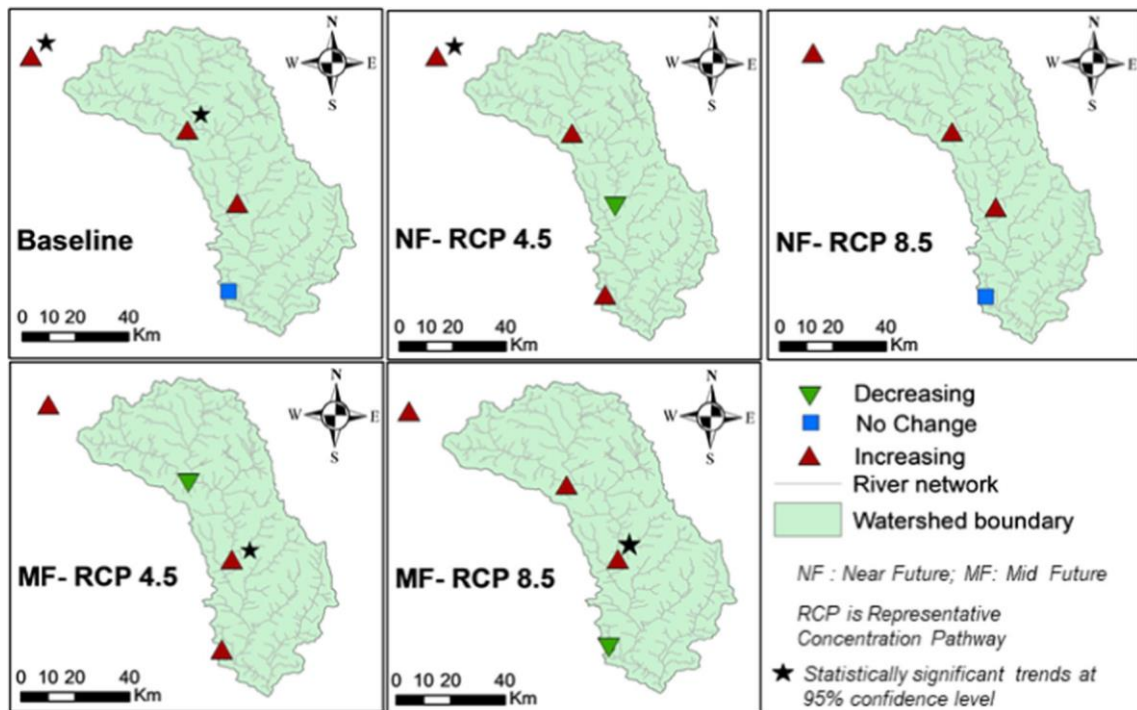 N
W E
S
Baseline
0 10 20 40
Km
N
W E
S
NF- RCP 4.5
0 10 20 40
Km
N
W E
S
NF- RCP 8.5
0 10 20 40
Km
N
W E
S
MF- RCP 4.5
0 10 20 40
Km
N
W E
S
MF- RCP 8.5
0 10 20 40
Km
Decreasing
No Change
Increasing
River network
Watershed boundary
NF : Near Future; MF: Mid Future
RCP is Representative
Concentration Pathway
Statistically significant trends at
95% confidence level